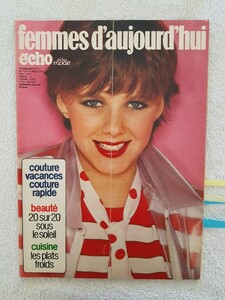 femmes d'aujourd'hui
écho
de la
mode
couture
vacances
couture
rapide
beauté
20 sur 20
sous
le soleil
cuisine
les plats
froids